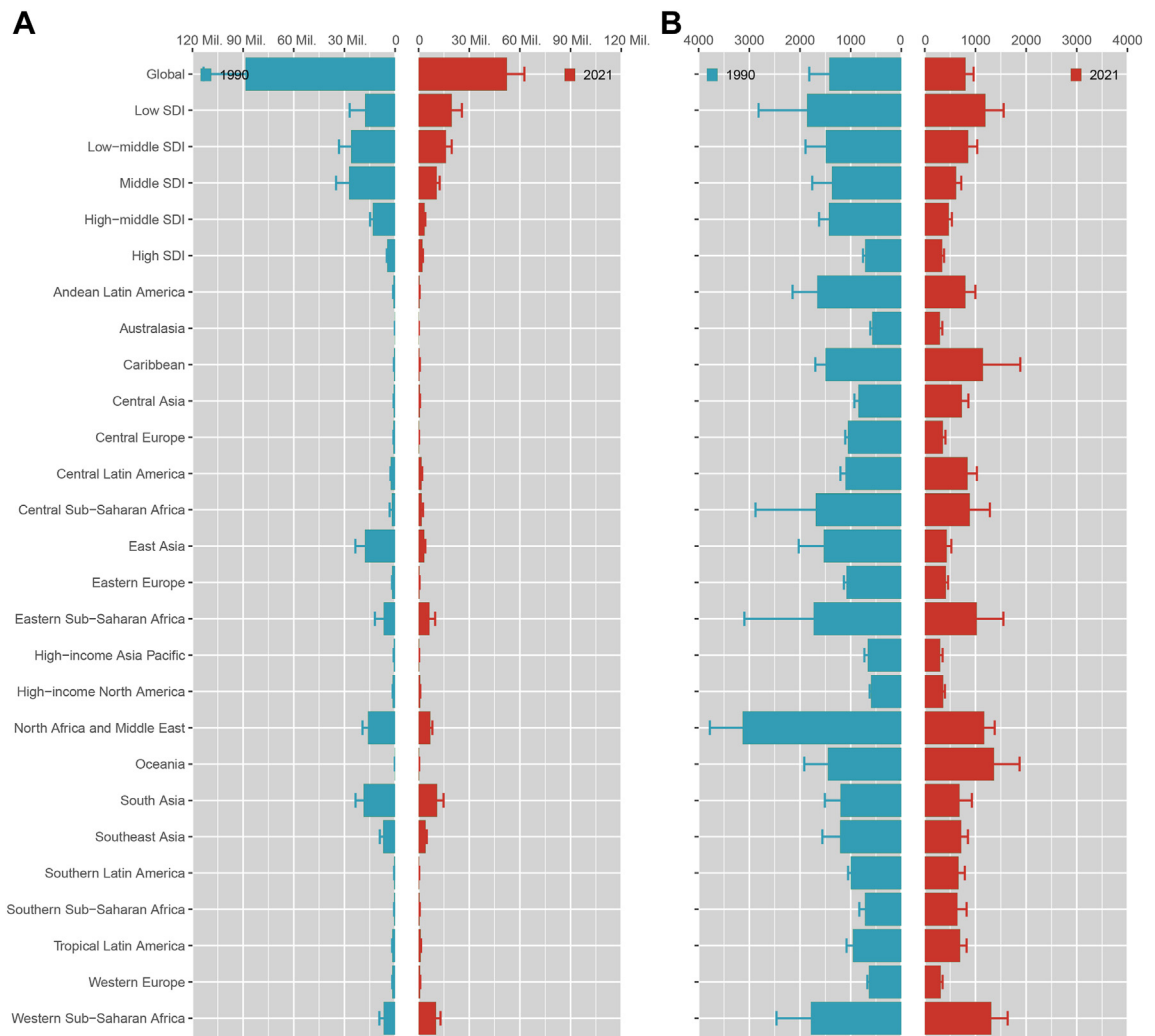 A
B
120 Mil. 90 Mil. 60 Mil. 30 Mil. 0 0 30 Mil. 60 Mil. 90 Mil. 120 Mil.
4000 3000 2000 1000 0 0 1000 2000 3000 4000
Global
1990
2021
1990
2021
Low SDI
Low−middle SDI
Middle SDI
High−middle SDI
High SDI
Andean Latin America
Australasia
Caribbean
Central Asia
Central Europe
Central Latin America
Central Sub−Saharan Africa
East Asia
Eastern Europe
Eastern Sub−Saharan Africa
High−income Asia Pacific
High−income North America
North Africa and Middle East
Oceania
South Asia
Southeast Asia
Southern Latin America
Southern Sub−Saharan Africa
Tropical Latin America
Western Europe
Western Sub−Saharan Africa